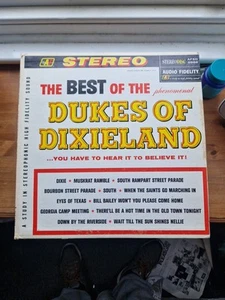 STEREO
AUDIO FIDELITY
THE BEST OF THE phenomenal
DUKES OF
DIXIELAND
...YOU HAVE TO HEAR IT TO BELIEVE IT!
A STUDY IN STEREOPHONIC HIGH FIDELITY SOUND
DIXIE • MUSKRAT RAMBLE • SOUTH RAMPART STREET PARADE
BOURBON STREET PARADE • SOUTH • WHEN THE SAINTS GO MARCHING IN
EYES OF TEXAS • BILL BAILEY WON'T YOU PLEASE COME HOME
GEORGIA CAMP MEETING • THERE'LL BE A HOT TIME IN THE OLD TOWN TONIGHT
DOWN BY THE RIVERSIDE • WAIT TILL THE SUN SHINES NELLIE